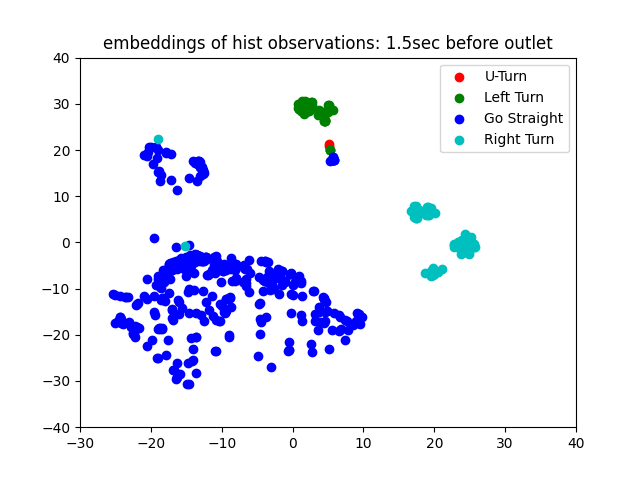 embeddings of hist observations: 1.5sec before outlet
U-Turn
Left Turn
Go Straight
Right Turn
40
30
20
10
0
−10
−20
−30
−40
−30 −20 −10 0 10 20 30 40